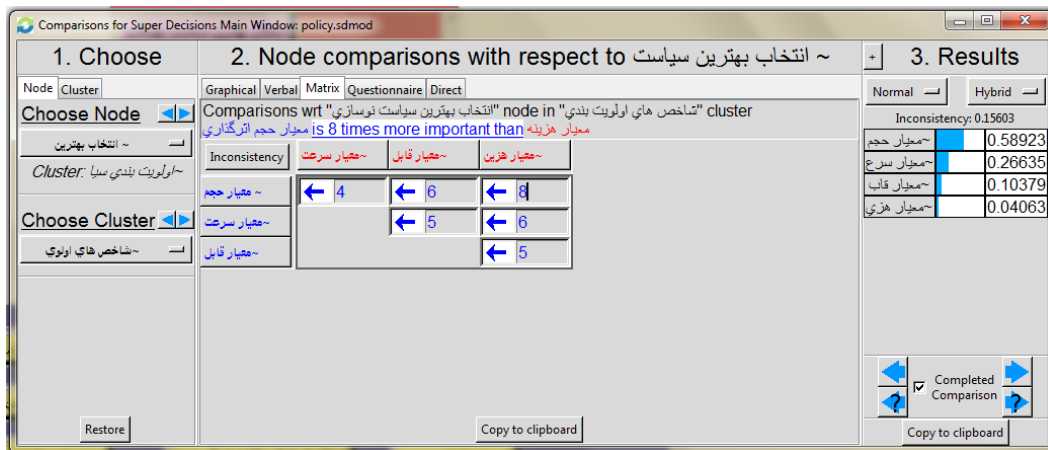 Comparisons for Super Decisions Main Window: policy.sdmod
1. Choose
Node Cluster
Choose Node
~ انتخاب بهترين
Cluster: ~اولويت بندي سيا
Choose Cluster
~شاخص هاي اولوي
Restore
2. Node comparisons with respect to ~ انتخاب بهترين سياست
Graphical Verbal Matrix Questionnaire Direct
Comparisons wrt "انتخاب بهترين سياست نوسازي" node in "شاخص هاي اولويت بندي" cluster
معيار حجم اثرگذاري is 8 times more important than معيار هزينه
Inconsistency ~معيار سرعت ~معيار قابل ~معيار هزين
~ معيار حجم 4 6 8
~معيار سرعت 5 6
~معيار قابل 5
Copy to clipboard
+ 3. Results
Normal Hybrid
Inconsistency: 0.15603
~معيار حجم 0.58923
~معيار سرع 0.26635
~معيار قاب 0.10379
~معيار هزي 0.04063
Completed
Comparison
? ?
Copy to clipboard